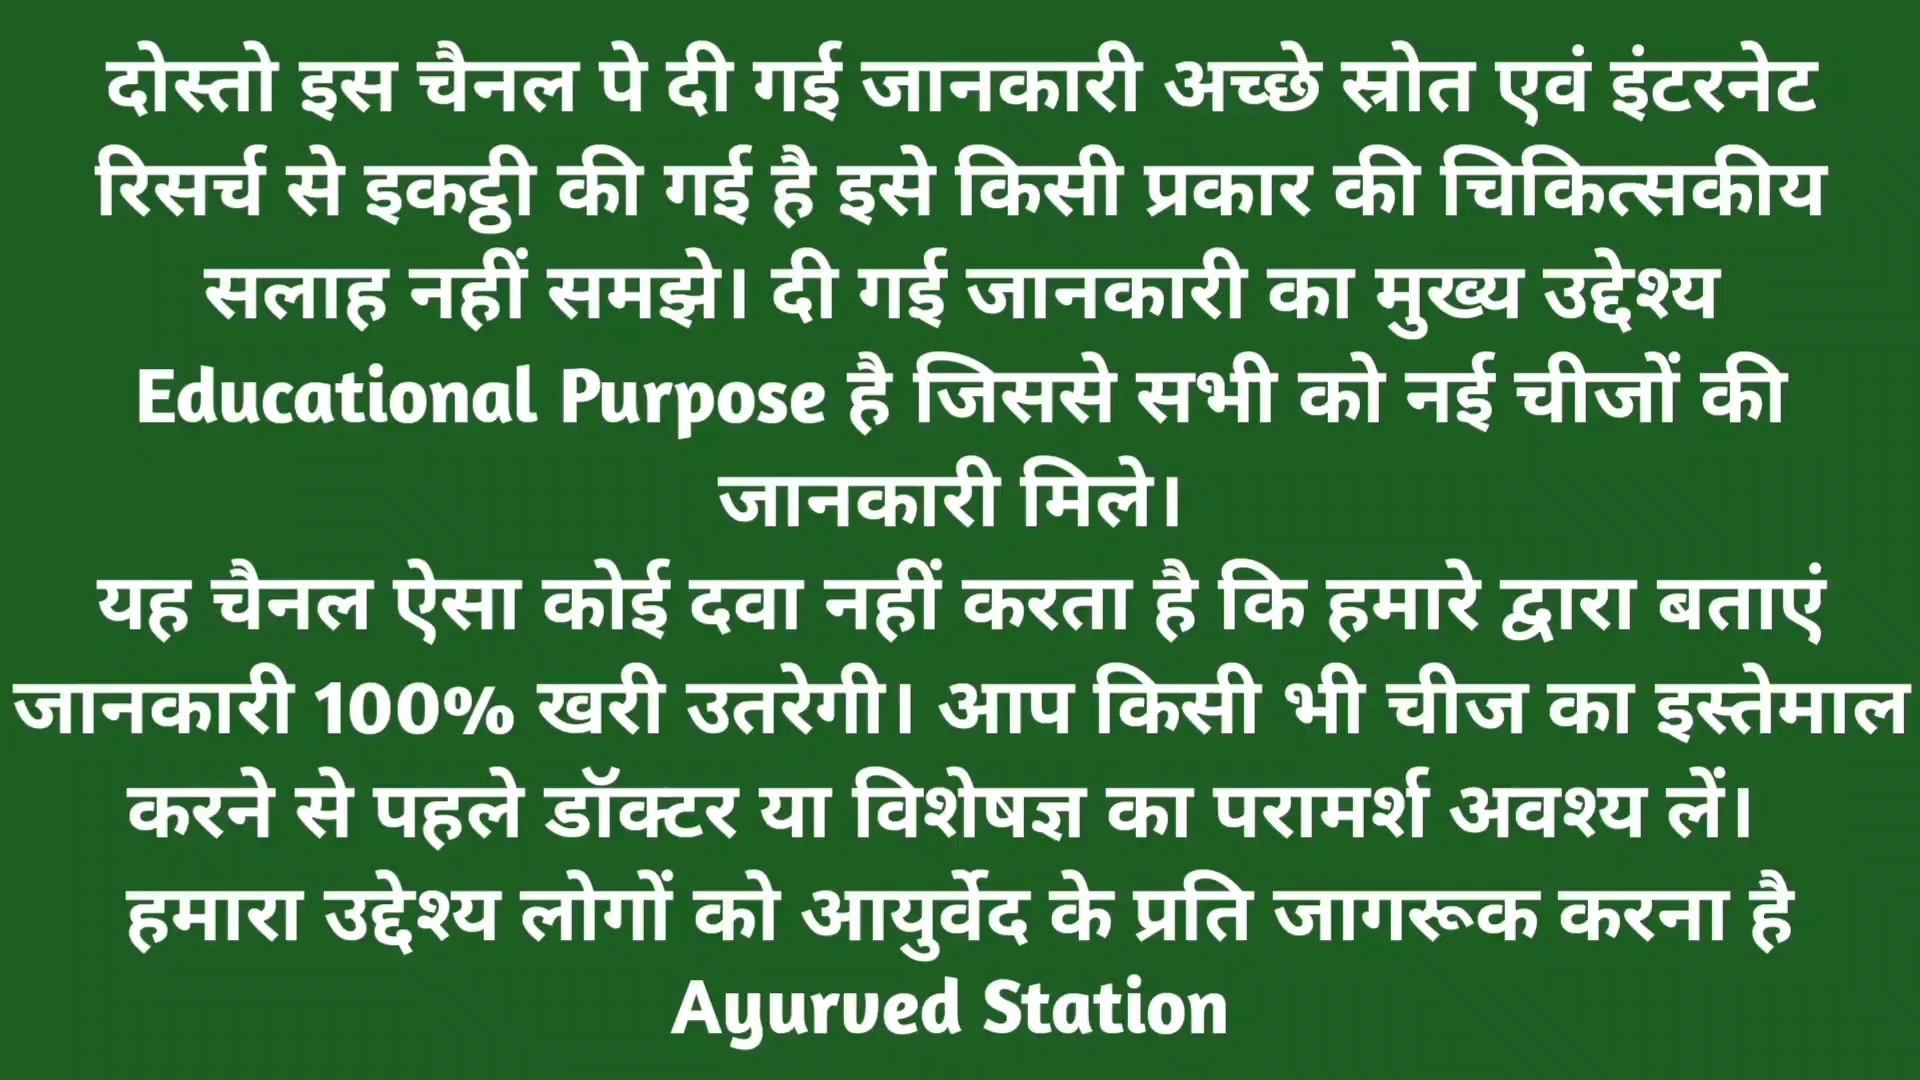 दोस्तो इस चैनल पे दी गई जानकारी अच्छे स्रोत एवं इंटरनेट
रिसर्च से इकट्ठी की गई है इसे किसी प्रकार की चिकित्सकीय
सलाह नहीं समझे। दी गई जानकारी का मुख्य उद्देश्य
Educational Purpose है जिससे सभी को नई चीजों की
जानकारी मिले।
यह चैनल ऐसा कोई दवा नहीं करता है कि हमारे द्वारा बताएं
जानकारी 100% खरी उतरेगी। आप किसी भी चीज का इस्तेमाल
करने से पहले डॉक्टर या विशेषज्ञ का परामर्श अवश्य लें।
हमारा उद्देश्य लोगों को आयुर्वेद के प्रति जागरूक करना है
Ayurved Station